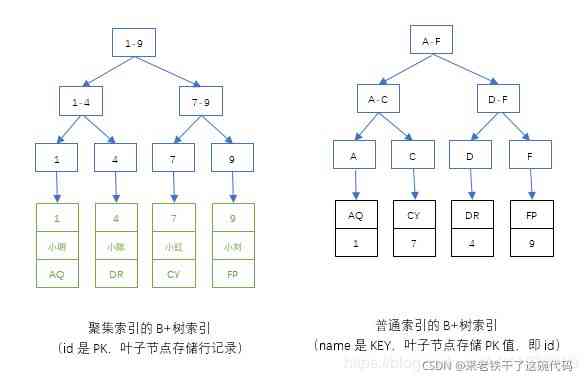 1-9
1-4
7-9
1
4
7
9
1
4
7
9
小明
小陈
小红
小刘
AQ
DR
CY
FP
聚集索引的 B+树索引
（id 是 PK，叶子节点存储行记录）
A-F
A-C
D-F
A
C
D
F
AQ
CY
DR
FP
1
7
4
9
普通索引的 B+树索引
（name 是 KEY，叶子节点存储 PK 值，即 id）
CSDN @梁老铁干了这碗代码